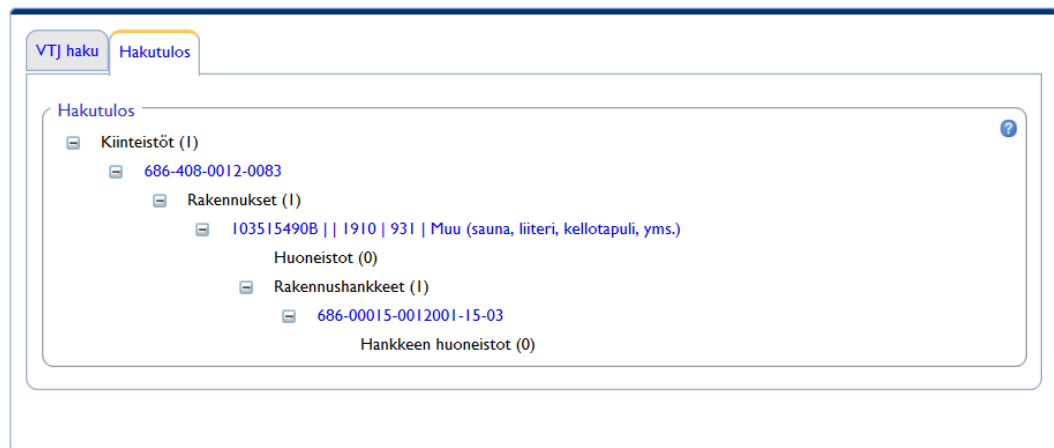 VTJ haku
Hakutulos
Hakutulos
Kiinteistöt (1)
686-408-0012-0083
Rakennukset (1)
103515490B | | 1910 | 931 | Muu (sauna, liiteri, kellotapuli, yms.)
Huoneistot (0)
Rakennushankkeet (1)
686-00015-0012001-15-03
Hankkeen huoneistot (0)